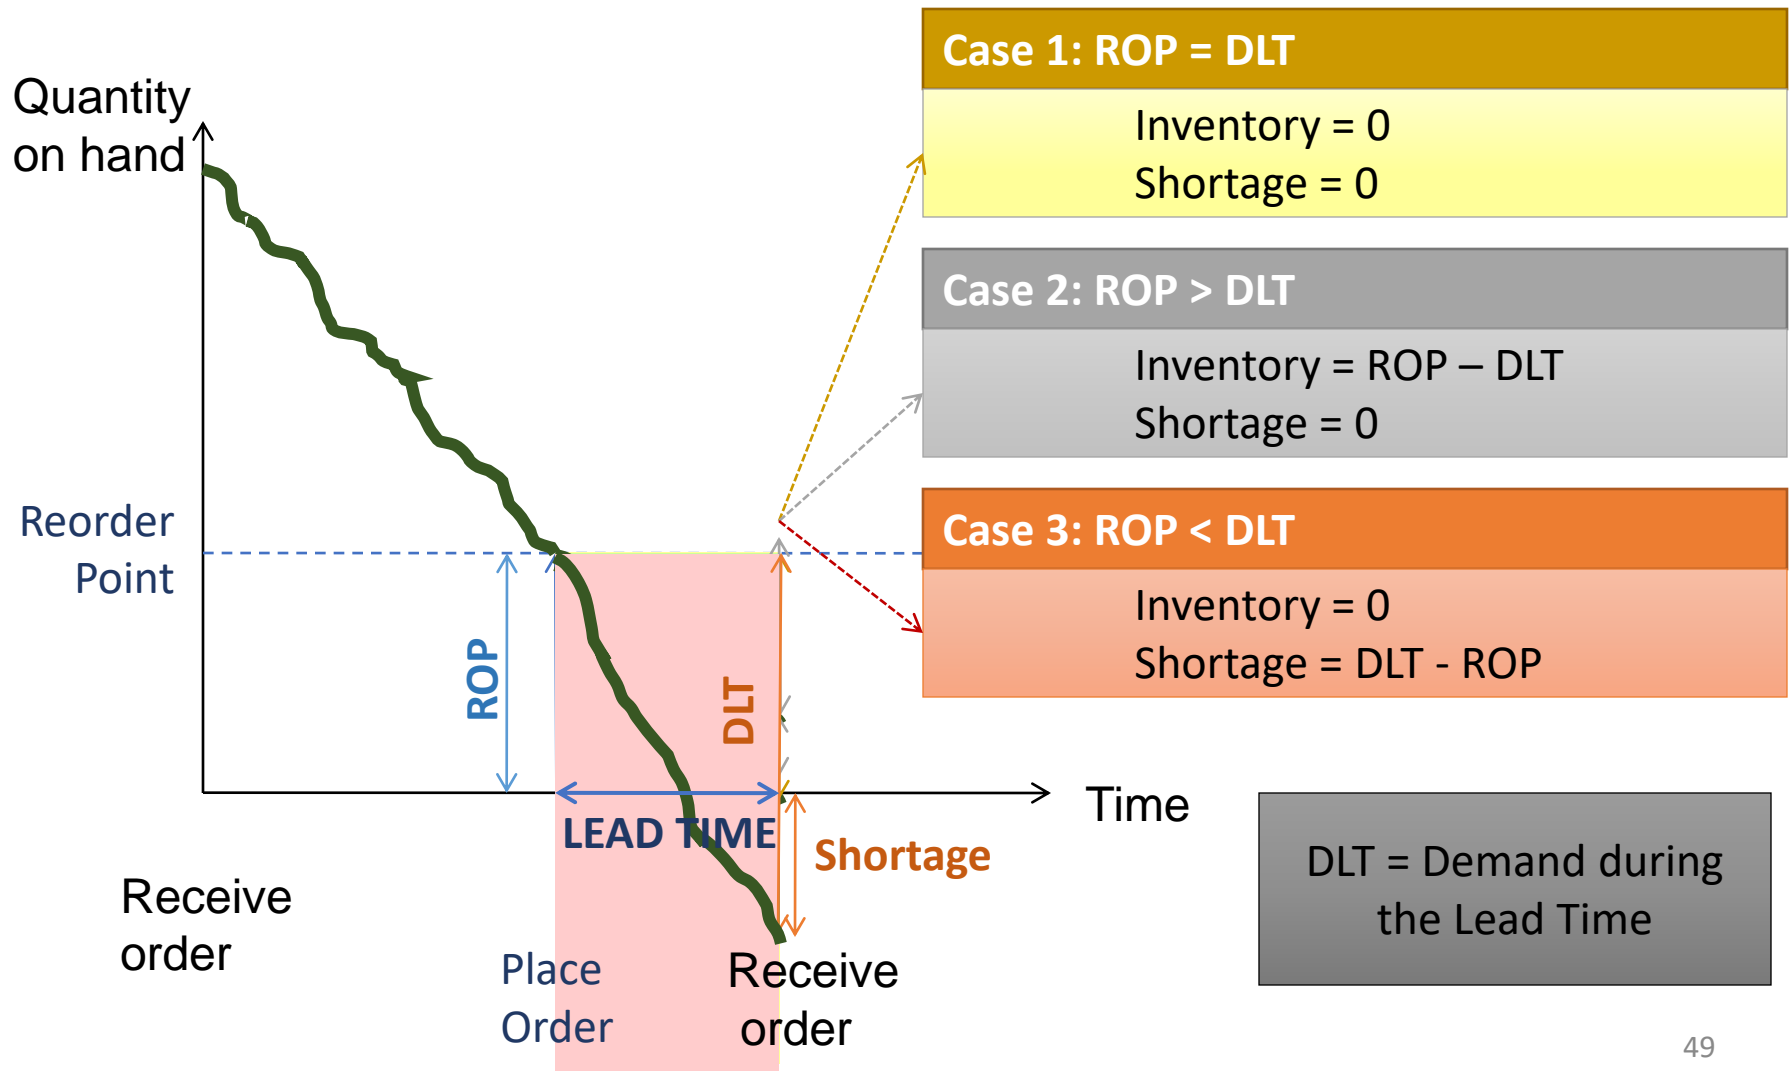 Quantity
on hand
Reorder
Point
ROP
DLT
LEAD TIME
Shortage
Time
Receive
order
Place
Order
Receive
order
Case 1: ROP = DLT
Inventory = 0
Shortage = 0
Case 2: ROP > DLT
Inventory = ROP – DLT
Shortage = 0
Case 3: ROP < DLT
Inventory = 0
Shortage = DLT - ROP
DLT = Demand during
the Lead Time
49